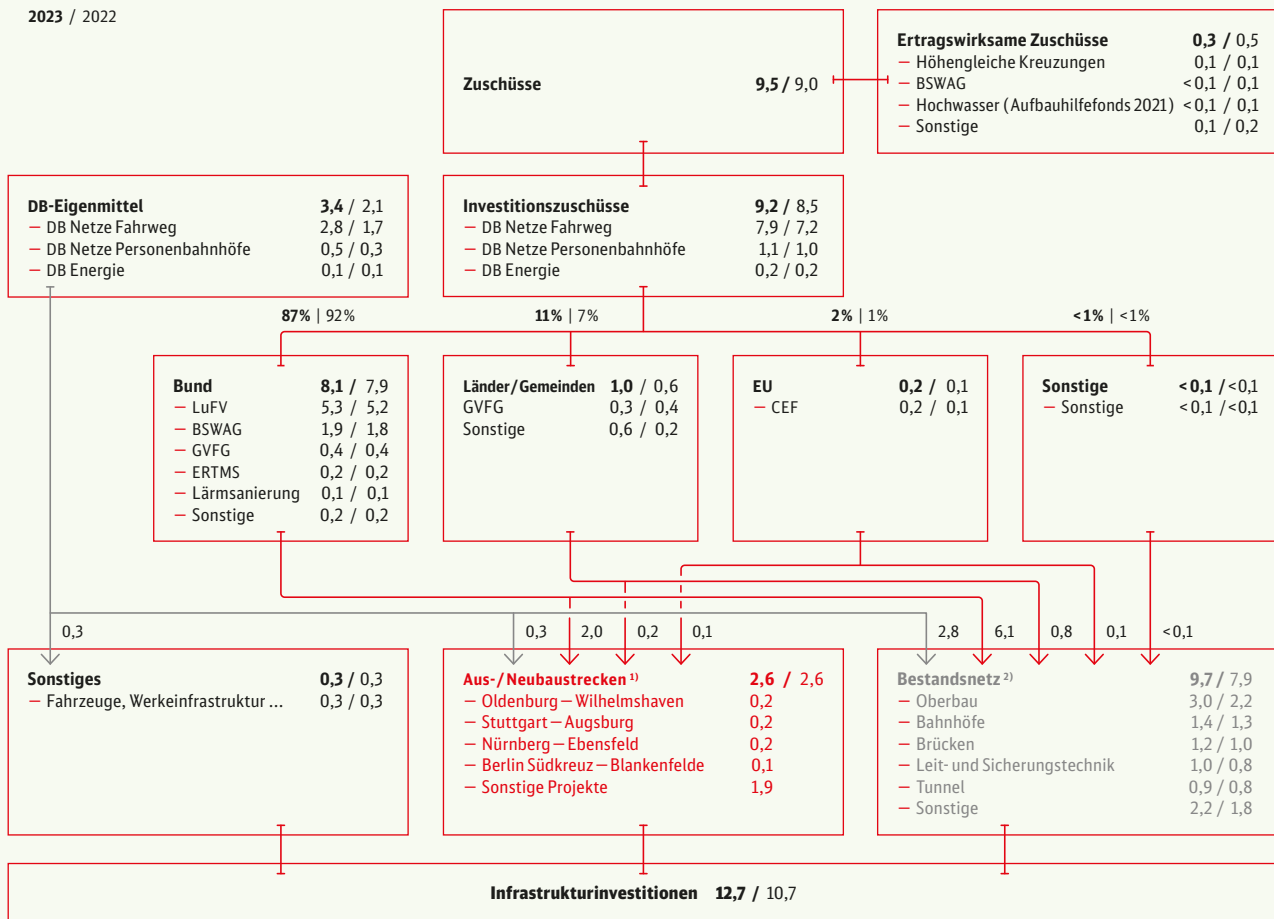 2023 / 2022
Zuschüsse 9,5 / 9,0
Ertragswirksame Zuschüsse 0,3 / 0,5
– Höhengleiche Kreuzungen 0,1 / 0,1
– BSWAG < 0,1 / 0,1
– Hochwasser (Aufbauhilfefonds 2021) < 0,1 / 0,1
– Sonstige 0,1 / 0,2
DB-Eigenmittel 3,4 / 2,1
– DB Netze Fahrweg 2,8 / 1,7
– DB Netze Personenbahnhöfe 0,5 / 0,3
– DB Energie 0,1 / 0,1
Investitionszuschüsse 9,2 / 8,5
– DB Netze Fahrweg 7,9 / 7,2
– DB Netze Personenbahnhöfe 1,1 / 1,0
– DB Energie 0,2 / 0,2
87% | 92% 11% | 7% 2% | 1% <1% | <1%
Bund 8,1 / 7,9
– LuFV 5,3 / 5,2
– BSWAG 1,9 / 1,8
– GVFG 0,4 / 0,4
– ERTMS 0,2 / 0,2
– Lärmsanierung 0,1 / 0,1
– Sonstige 0,2 / 0,2
Länder/Gemeinden 1,0 / 0,6
GVFG 0,3 / 0,4
Sonstige 0,6 / 0,2
EU 0,2 / 0,1
– CEF 0,2 / 0,1
Sonstige <0,1 / <0,1
– Sonstige <0,1 / <0,1
0,3 0,3 2,0 0,2 0,1 2,8 6,1 0,8 0,1 <0,1
Sonstiges 0,3 / 0,3
– Fahrzeuge, Werkeinfrastruktur ... 0,3 / 0,3
Aus-/Neubaustrecken 1) 2,6 / 2,6
– Oldenburg – Wilhelmshaven 0,2
– Stuttgart – Augsburg 0,2
– Nürnberg – Ebensfeld 0,2
– Berlin Südkreuz – Blankenfelde 0,1
– Sonstige Projekte 1,9
Bestandsnetz 2) 9,7 / 7,9
– Oberbau 3,0 / 2,2
– Bahnhöfe 1,4 / 1,3
– Brücken 1,2 / 1,0
– Leit- und Sicherungstechnik 1,0 / 0,8
– Tunnel 0,9 / 0,8
– Sonstige 2,2 / 1,8
Infrastrukturinvestitionen 12,7 / 10,7